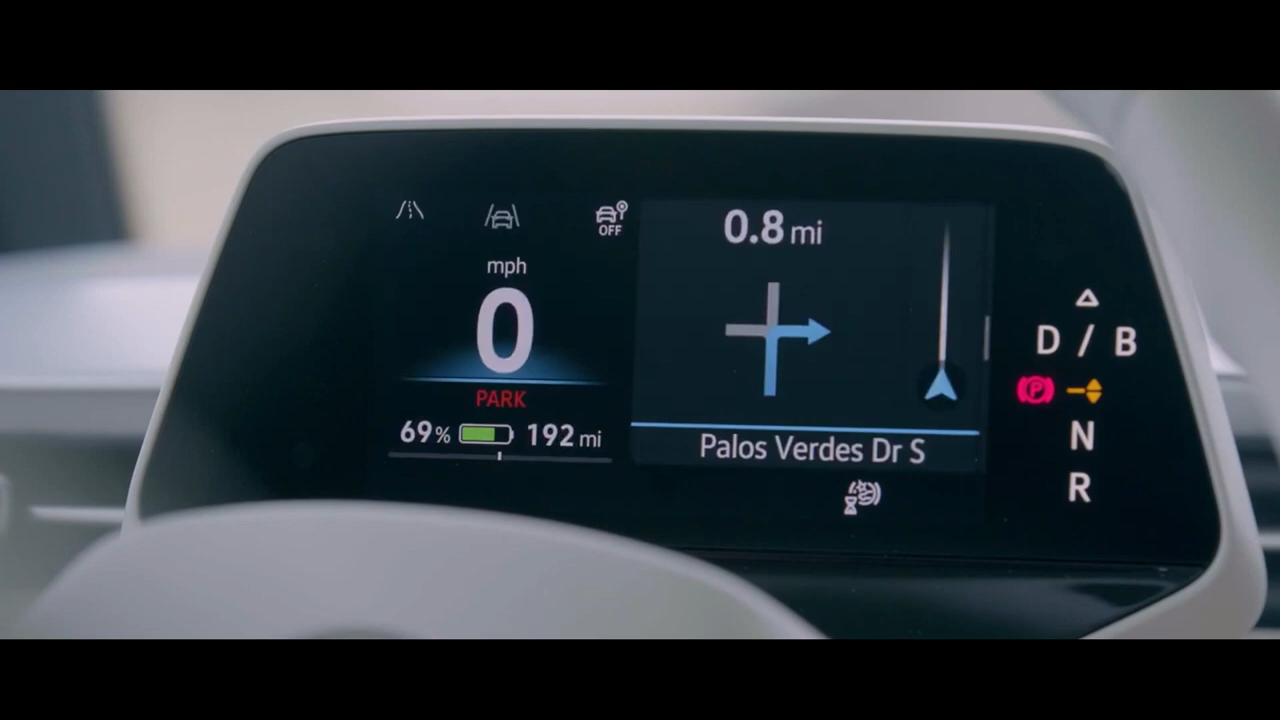 OFF
mph
0
PARK
69% 192 mi
0.8 mi
Palos Verdes Dr S
D / B
P
N
R